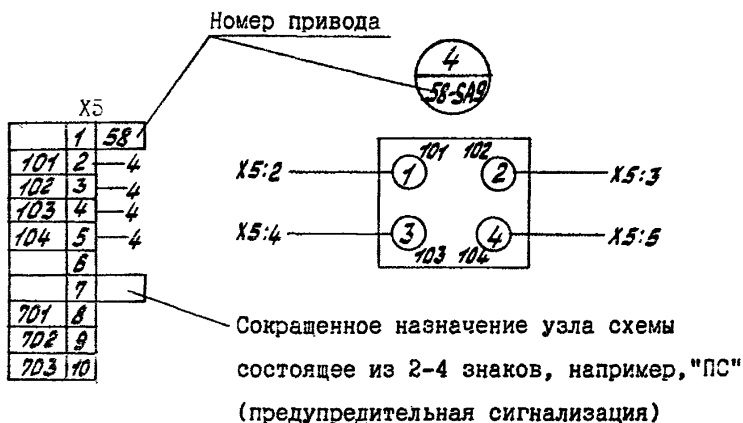 Номер привода
4
58-SA9
X5
1 58
101 2 4
102 3 4
103 4 4
104 5 4
6
7
701 8
702 9
703 10
101 102
X5:2 1 2 X5:3
X5:4 3 4 X5:5
103 104
Сокращенное назначение узла схемы
состоящее из 2-4 знаков, например,"ПС"
(предупредительная сигнализация)